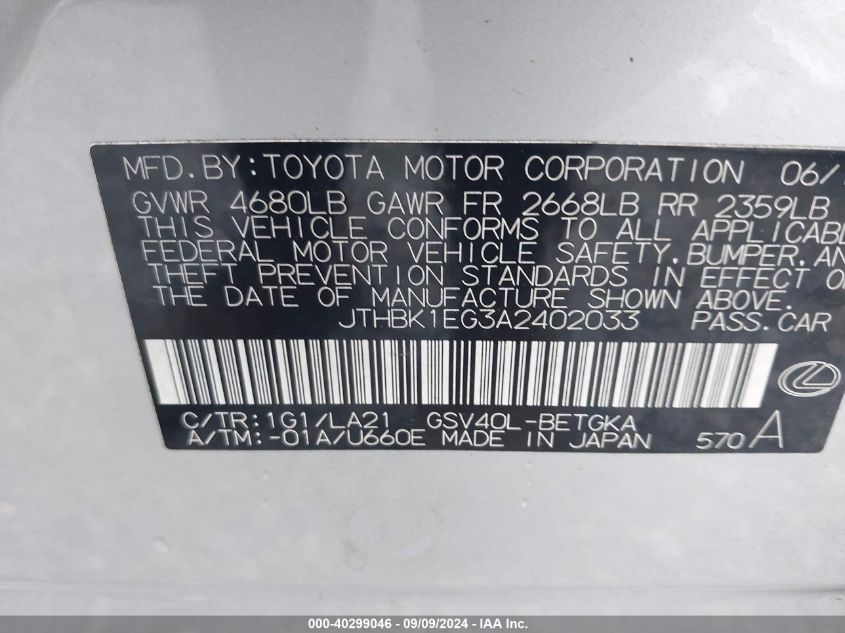 MFD.BY:TOYOTA MOTOR CORPORATION 06/
GVWR 4680LB GAWR FR 2668LB RR 2359LB
THIS VEHICLE CONFORMS TO ALL APPLICABL
FEDERAL MOTOR VEHICLE SAFETY,BUMPER,AN
THEFT PREVENTION STANDARDS IN EFFECT O
THE DATE OF MANUFACTURE SHOWN ABOVE.
JTHBK1EG3A2402033 PASS.CAR
C/TR:1G1/LA21 GSV40L-BETGKA
A/TM:-01A/U660E MADE IN JAPAN 570A
000-40299046 - 09/09/2024 - IAA Inc.